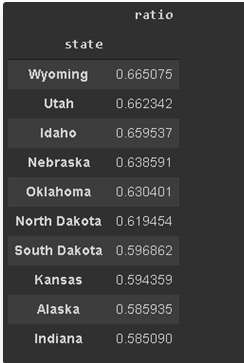 ratio
state
Wyoming 0.665075
Utah 0.662342
Idaho 0.659537
Nebraska 0.638591
Oklahoma 0.630401
North Dakota 0.619454
South Dakota 0.596862
Kansas 0.594359
Alaska 0.585935
Indiana 0.585090